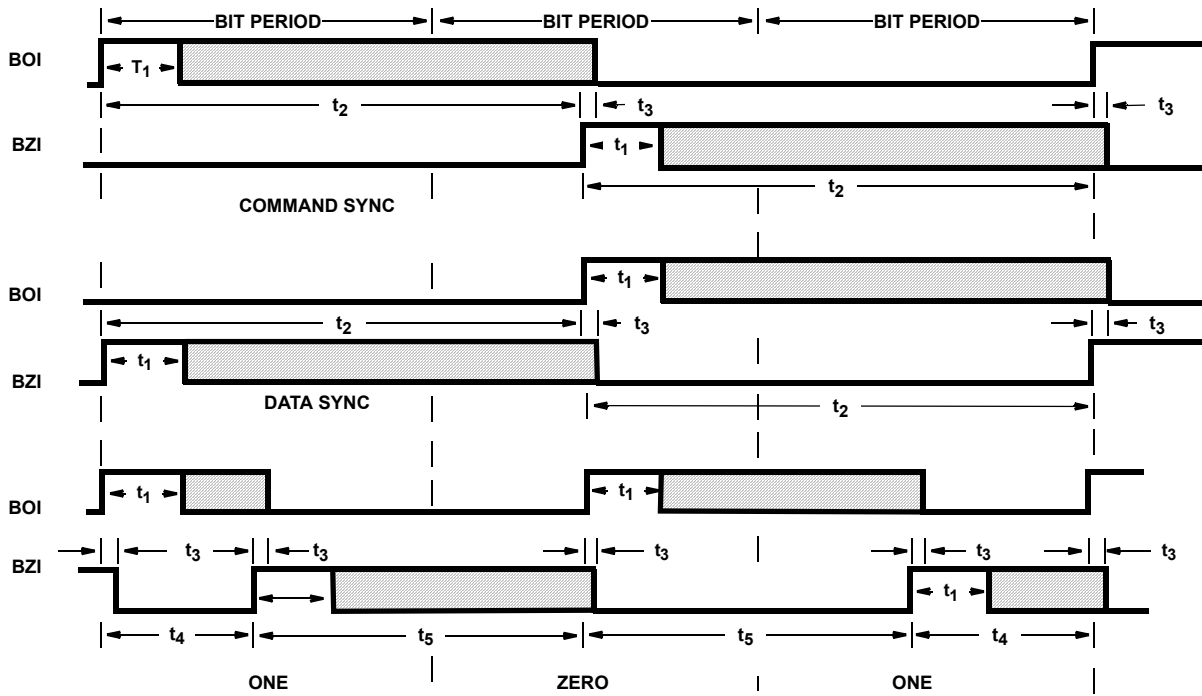 BIT PERIOD BIT PERIOD BIT PERIOD
BOI
T1
t2 t3 t3
BZI
t1
t2
COMMAND SYNC
BOI
t1
t2 t3 t3
BZI
t1
DATA SYNC
t2
BOI
t1 t1
BZI
t3 t3 t3 t3 t3
t1
t4 t5 t5 t4
ONE ZERO ONE